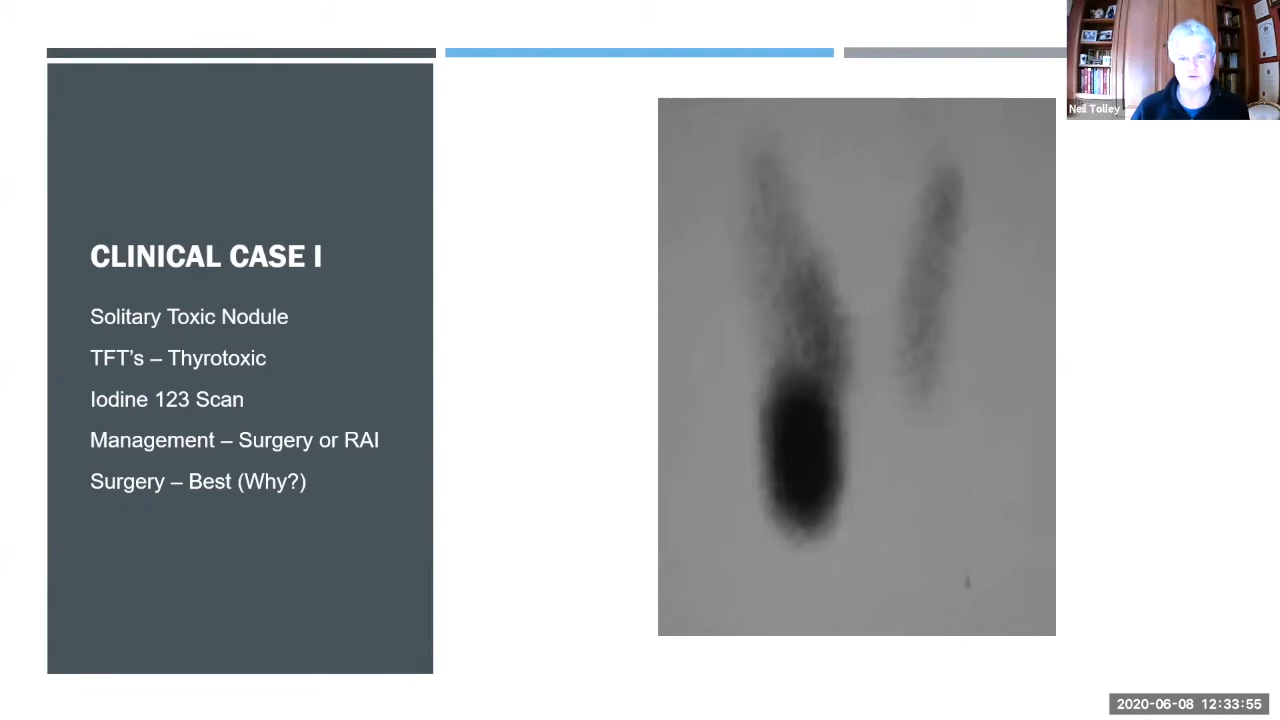 Neil Tolley
CLINICAL CASE I
Solitary Toxic Nodule
TFT's – Thyrotoxic
Iodine 123 Scan
Management – Surgery or RAI
Surgery – Best (Why?)
2020-06-08 12:33:55